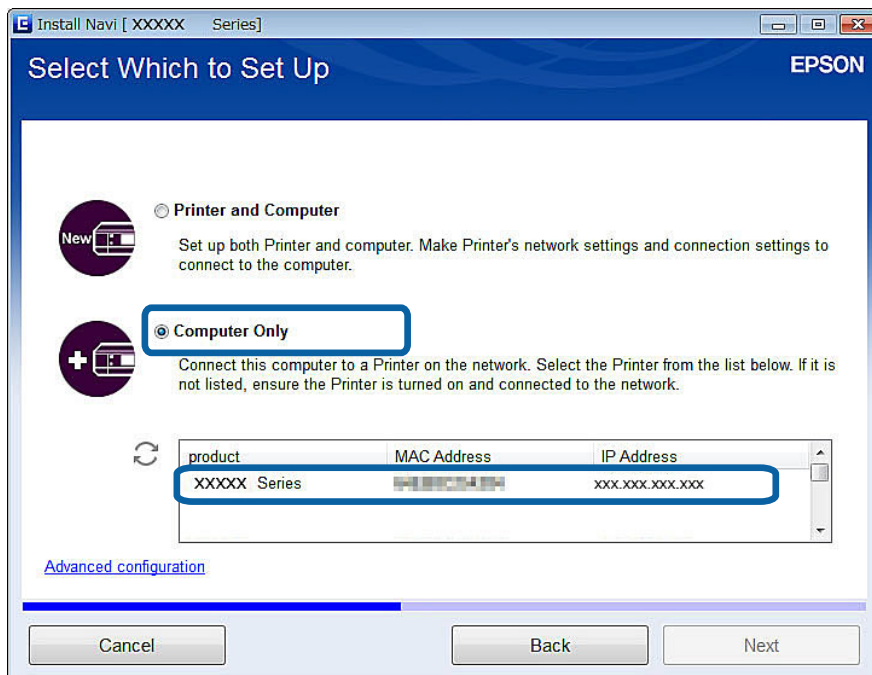 Install Navi [ XXXXX Series]
Select Which to Set Up
EPSON
New
Printer and Computer
Set up both Printer and computer. Make Printer's network settings and connection settings to
connect to the computer.
Computer Only
Connect this computer to a Printer on the network. Select the Printer from the list below. If it is
not listed, ensure the Printer is turned on and connected to the network.
product MAC Address IP Address
XXXXX Series xxx.xxx.xxx.xxx
Advanced configuration
Cancel Back Next